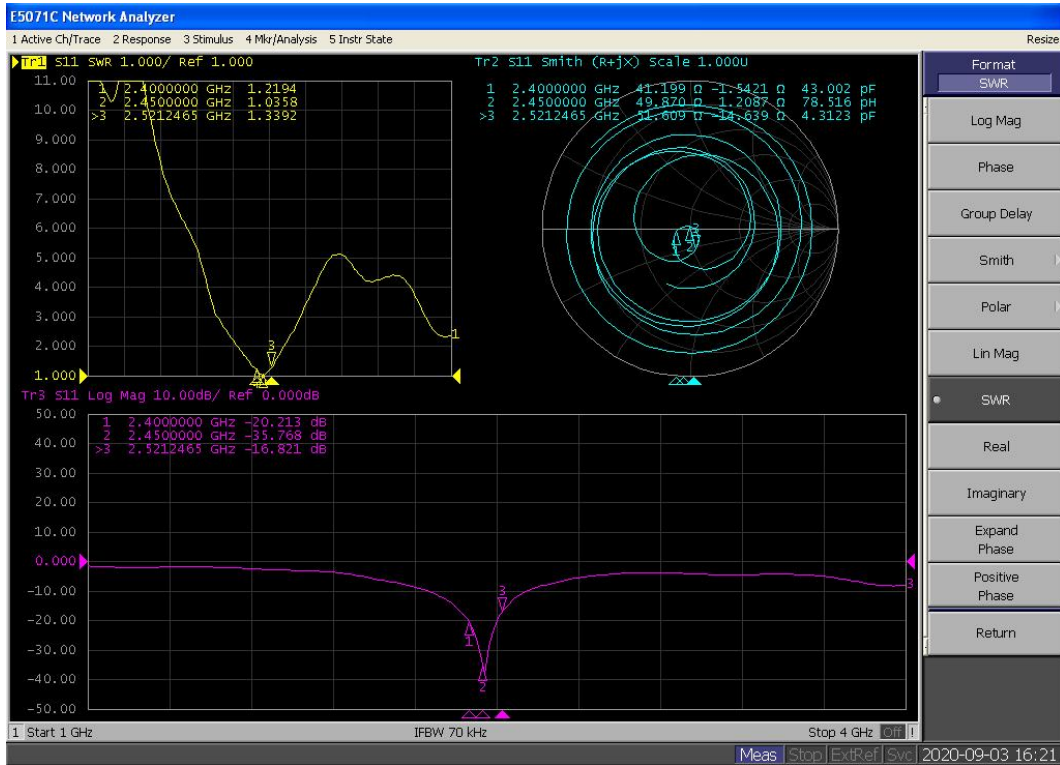 E5071C Network Analyzer
1 Active Ch/Trace 2 Response 3 Stimulus 4 Mkr/Analysis 5 Instr State
Resize
Tr1 S11 SWR 1.000/ Ref 1.000
11.00
10.00
9.000
8.000
7.000
6.000
5.000
4.000
3.000
2.000
1.000
1 2.4000000 GHz 1.2194
2 2.4500000 GHz 1.0358
>3 2.5212465 GHz 1.3392
3
1
Tr2 S11 Smith (R+jX) Scale 1.000U
1 2.4000000 GHz 41.199 Ω -1.5421 Ω 43.002 pF
2 2.4500000 GHz 49.870 Ω 1.2087 Ω 78.516 pH
>3 2.5212465 GHz 51.609 Ω -14.639 Ω 4.3123 pF
Tr3 S11 Log Mag 10.00dB/ Ref 0.000dB
50.00
40.00
30.00
20.00
10.00
0.000
-10.00
-20.00
-30.00
-40.00
-50.00
1 2.4000000 GHz -20.213 dB
2 2.4500000 GHz -35.768 dB
>3 2.5212465 GHz -16.821 dB
1
2
3
3
1 Start 1 GHz
IFBW 70 kHz
Stop 4 GHz Off !
Format
SWR
Log Mag
Phase
Group Delay
Smith
Polar
Lin Mag
SWR
Real
Imaginary
Expand
Phase
Positive
Phase
Return
Meas Stop ExtRef Svc 2020-09-03 16:21